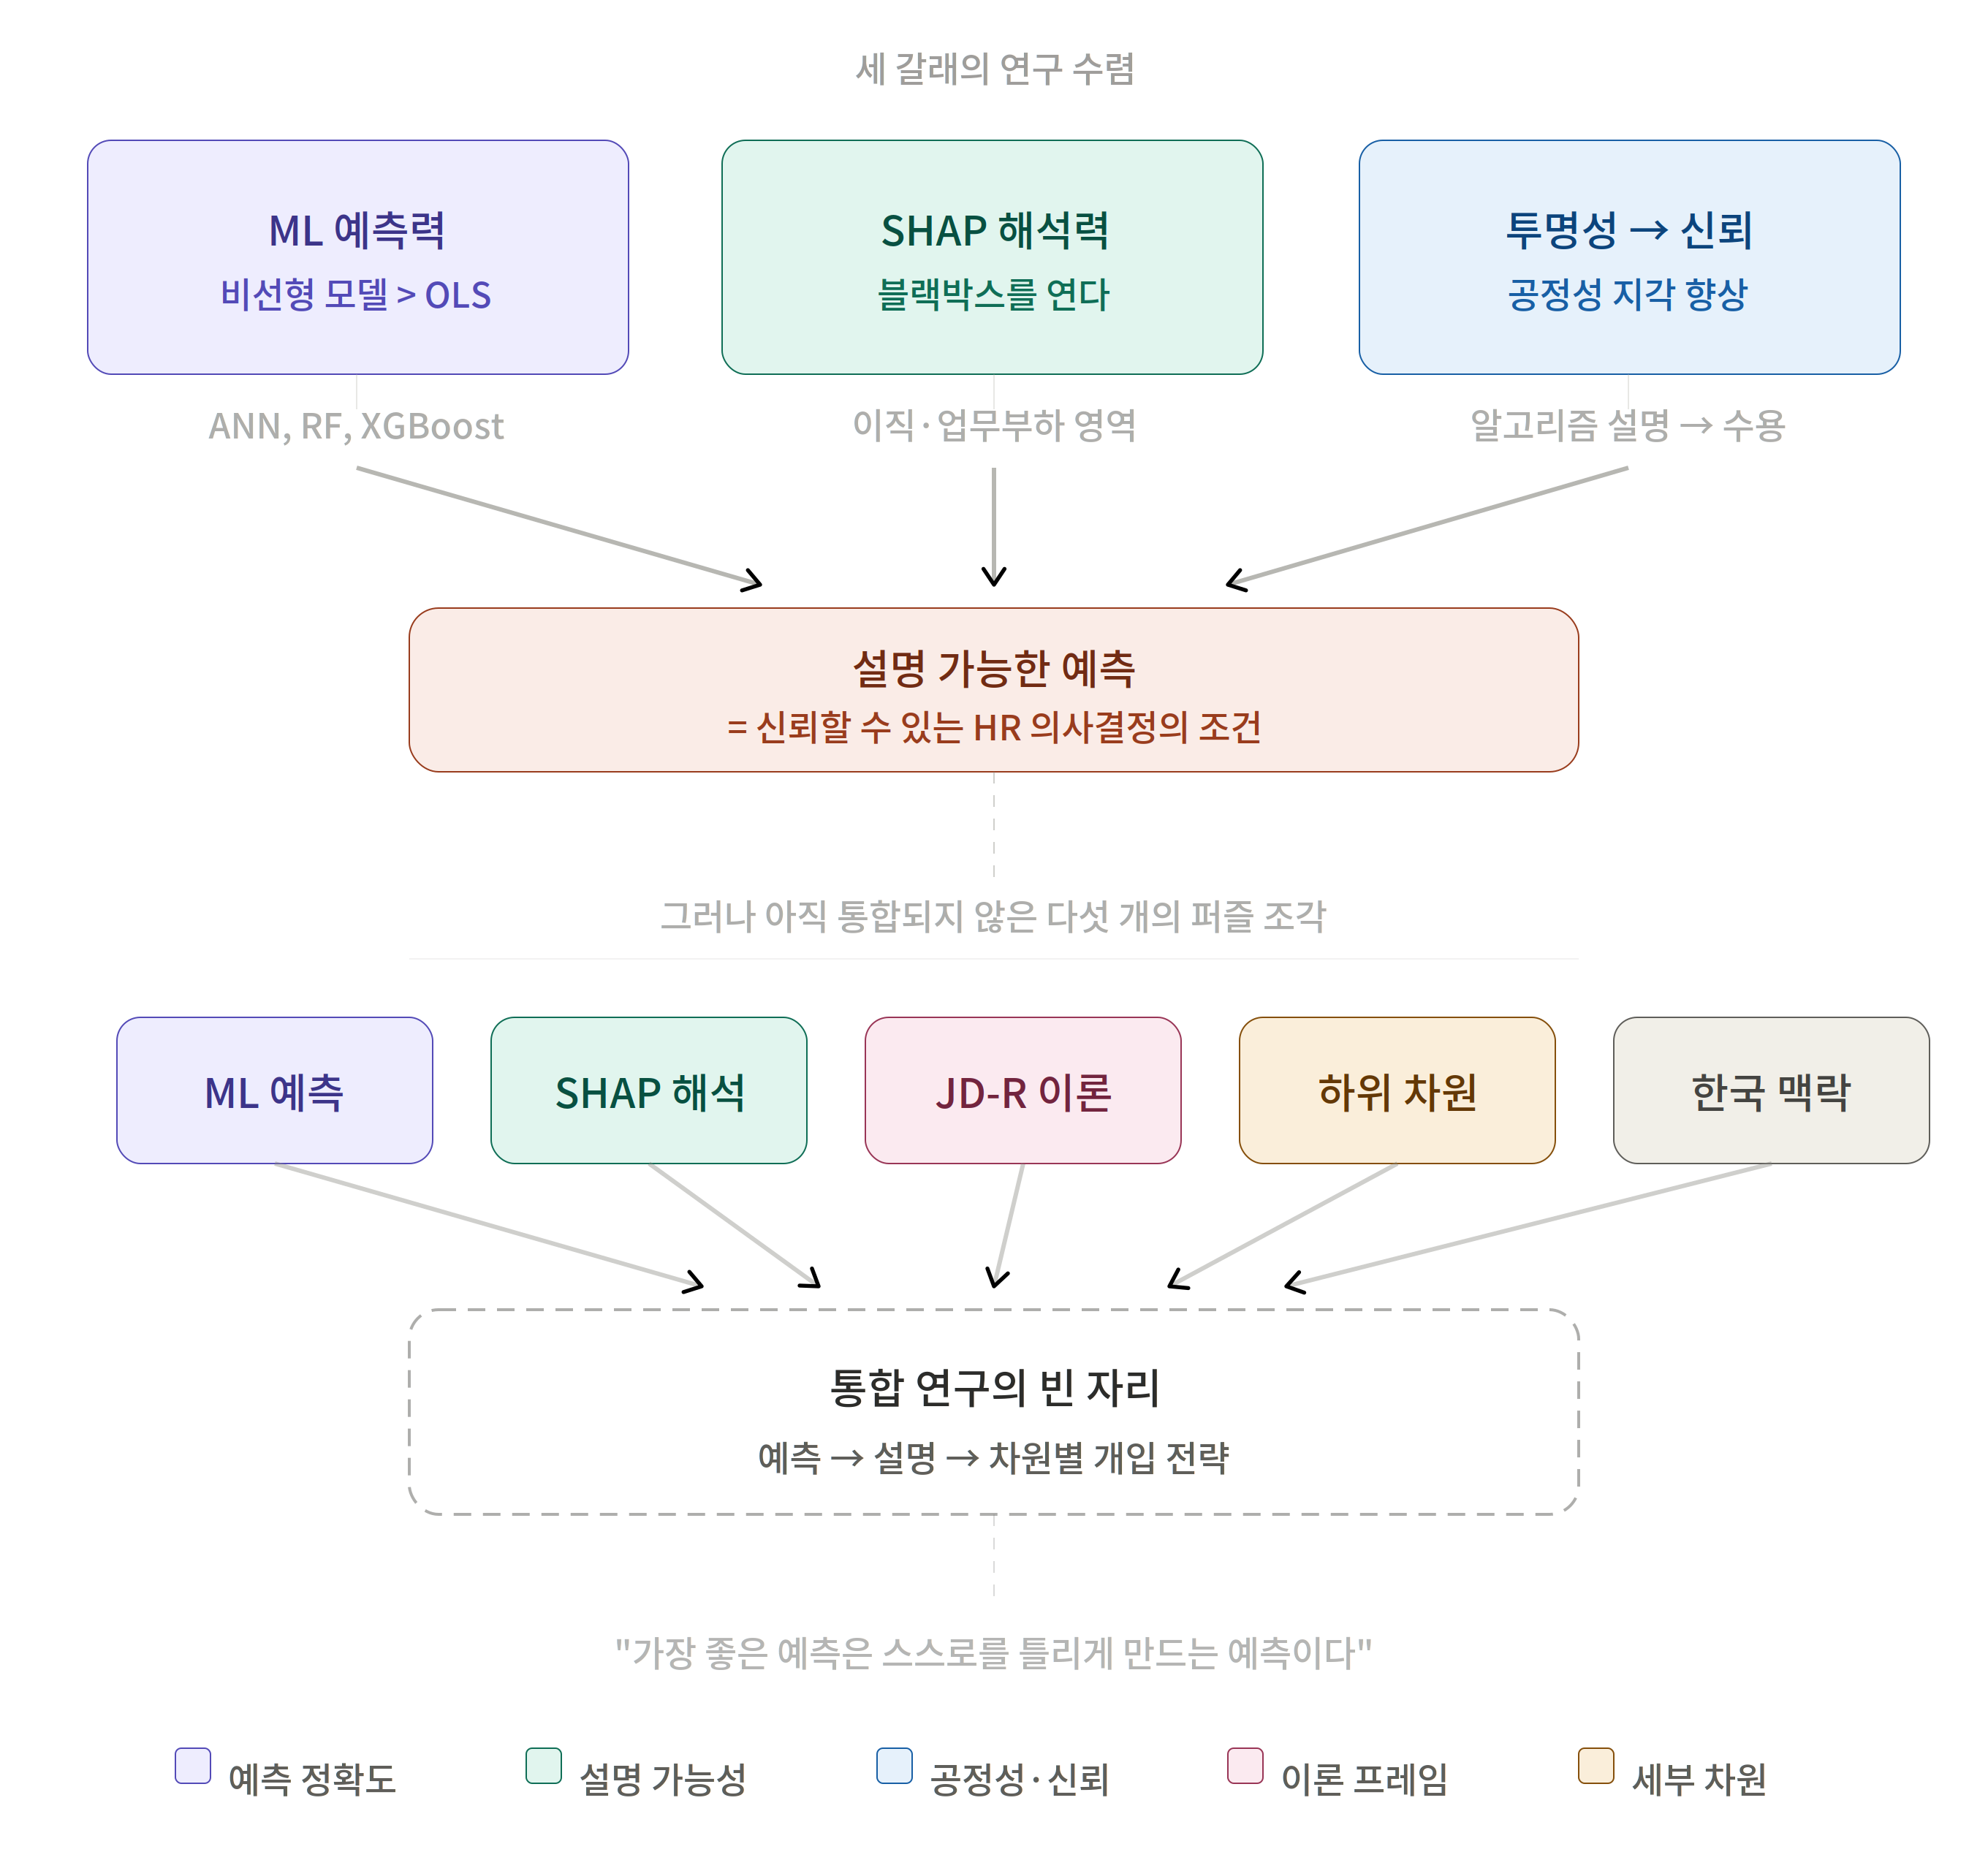 세 갈래의 연구 수렴
ML 예측력
비선형 모델 > OLS
SHAP 해석력
블랙박스를 연다
투명성 → 신뢰
공정성 지각 향상
ANN, RF, XGBoost
이직·업무부하 영역
알고리즘 설명 → 수용
설명 가능한 예측
= 신뢰할 수 있는 HR 의사결정의 조건
그러나 아직 통합되지 않은 다섯 개의 퍼즐 조각
ML 예측
SHAP 해석
JD-R 이론
하위 차원
한국 맥락
통합 연구의 빈 자리
예측 → 설명 → 차원별 개입 전략
"가장 좋은 예측은 스스로를 틀리게 만드는 예측이다"
예측 정확도
설명 가능성
공정성·신뢰
이론 프레임
세부 차원